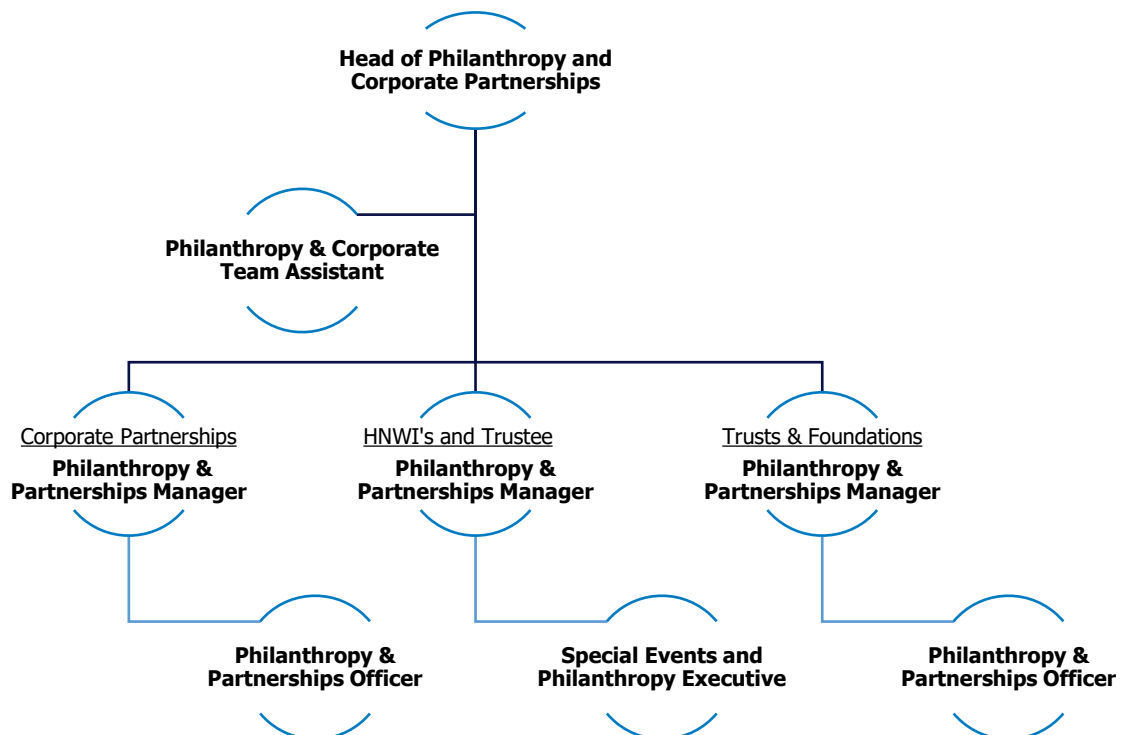 Head of Philanthropy and
Corporate Partnerships
Philanthropy & Corporate
Team Assistant
Corporate Partnerships
Philanthropy &
Partnerships Manager
HNWI's and Trustee
Philanthropy &
Partnerships Manager
Trusts & Foundations
Philanthropy &
Partnerships Manager
Philanthropy &
Partnerships Officer
Special Events and
Philanthropy Executive
Philanthropy &
Partnerships Officer